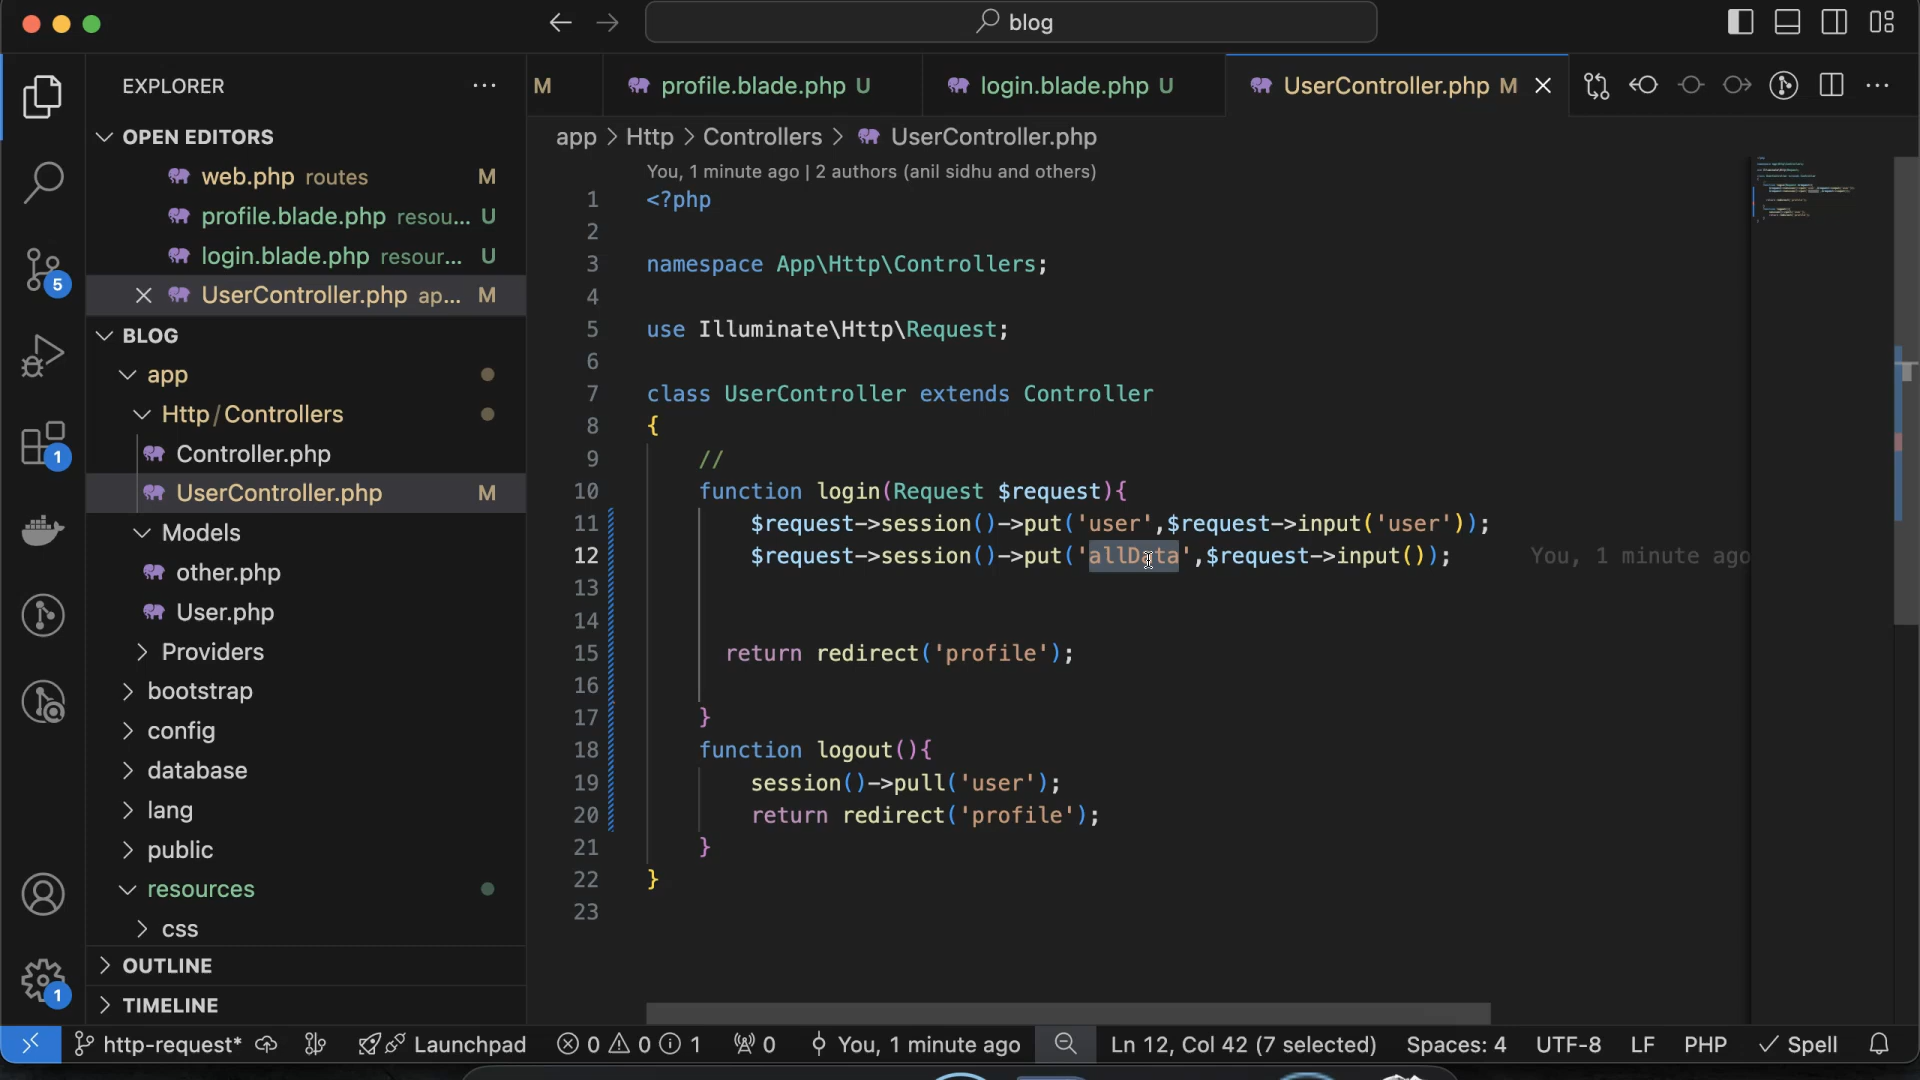 blog
EXPLORER
OPEN EDITORS
web.php routes M
profile.blade.php resou... U
login.blade.php resour... U
UserController.php ap... M
BLOG
app
Http / Controllers
Controller.php
UserController.php M
Models
other.php
User.php
Providers
bootstrap
config
database
lang
public
resources
css
OUTLINE
TIMELINE
5
1
1
M
profile.blade.php U
login.blade.php U
UserController.php M
app > Http > Controllers > UserController.php
You, 1 minute ago | 2 authors (anil sidhu and others)
1 <?php
2
3 namespace App\Http\Controllers;
4
5 use Illuminate\Http\Request;
6
7 class UserController extends Controller
8 {
9 //
10 function login(Request $request){
11 $request->session()->put('user',$request->input('user'));
12 $request->session()->put('allData',$request->input()); You, 1 minute ago
13
14
15 return redirect('profile');
16
17 }
18 function logout(){
19 session()->pull('user');
20 return redirect('profile');
21 }
22 }
23
http-request* Launchpad 0 0 1 0 You, 1 minute ago Ln 12, Col 42 (7 selected) Spaces: 4 UTF-8 LF PHP Spell